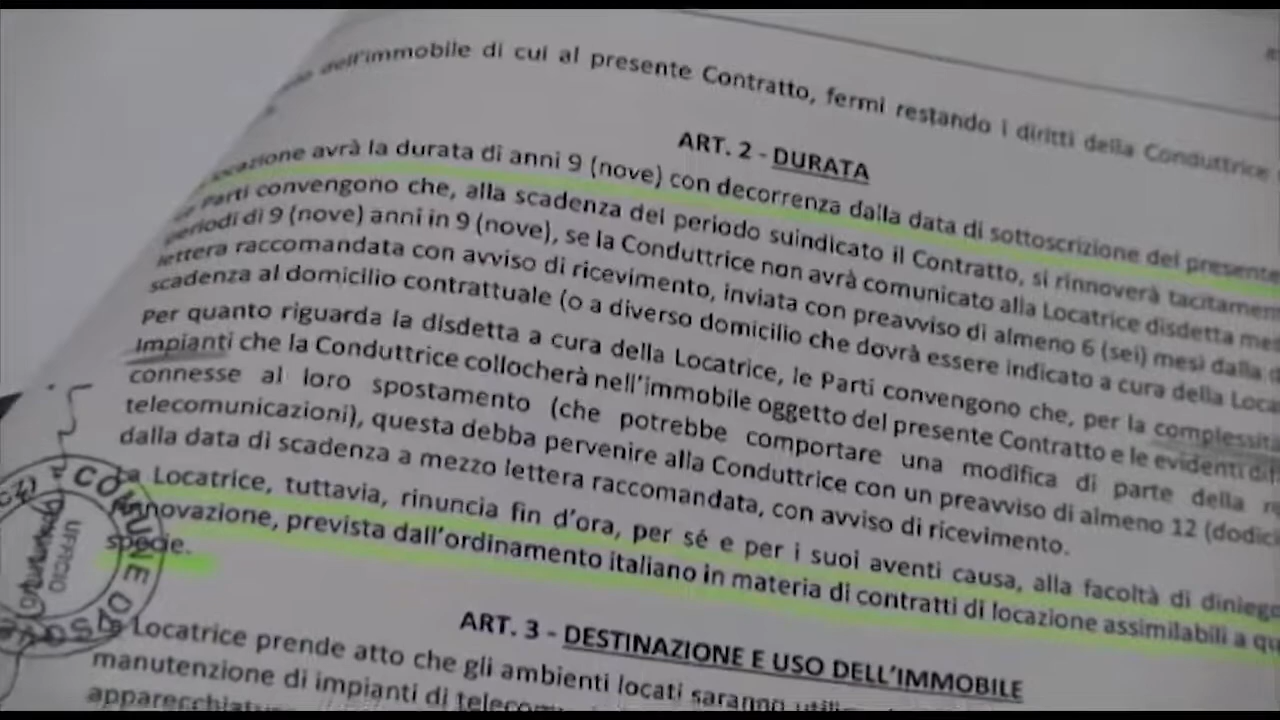 dell'immobile di cui al presente Contratto, fermi restando i diritti della Conduttrice
ART. 2 - DURATA
locazione avrà la durata di anni 9 (nove) con decorrenza dalla data di sottoscrizione del presente
Parti convengono che, alla scadenza del periodo suindicato il Contratto, si rinnoverà
periodi di 9 (nove) anni in 9 (nove), se la Conduttrice non avrà comunicato alla Locatrice disdetta
lettera raccomandata con avviso di ricevimento, inviata con preavviso di almeno 6 (sei) mesi dalla
scadenza al domicilio contrattuale (o a diverso domicilio che dovrà essere indicato a cura della
Per quanto riguarda la disdetta a cura della Locatrice, le Parti convengono che, per la
Impianti che la Conduttrice collocherà nell'immobile oggetto del presente Contratto e le evidenti
connesse al loro spostamento (che potrebbe comportare una modifica di parte della
telecomunicazioni), questa debba pervenire alla Conduttrice con un preavviso di almeno 12
dalla data di scadenza a mezzo lettera raccomandata, con avviso di ricevimento.
La Locatrice, tuttavia, rinuncia fin d'ora, per sé e per i suoi aventi causa, alla facoltà di
rinnovazione, prevista dall'ordinamento italiano in materia di contratti di locazione assimilabili a
specie.
ART. 3 - DESTINAZIONE E USO DELL'IMMOBILE
Locatrice prende atto che gli ambienti locati saranno
manutenzione di impianti di
COMUNE DI
UFFICIO